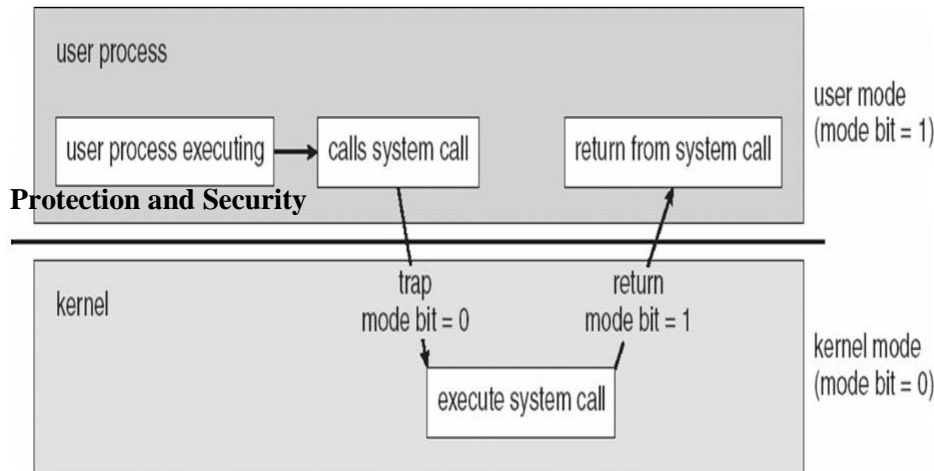 user process
user process executing
calls system call
return from system call
user mode
(mode bit = 1)
Protection and Security
kernel
trap
mode bit = 0
return
mode bit = 1
kernel mode
(mode bit = 0)
execute system call